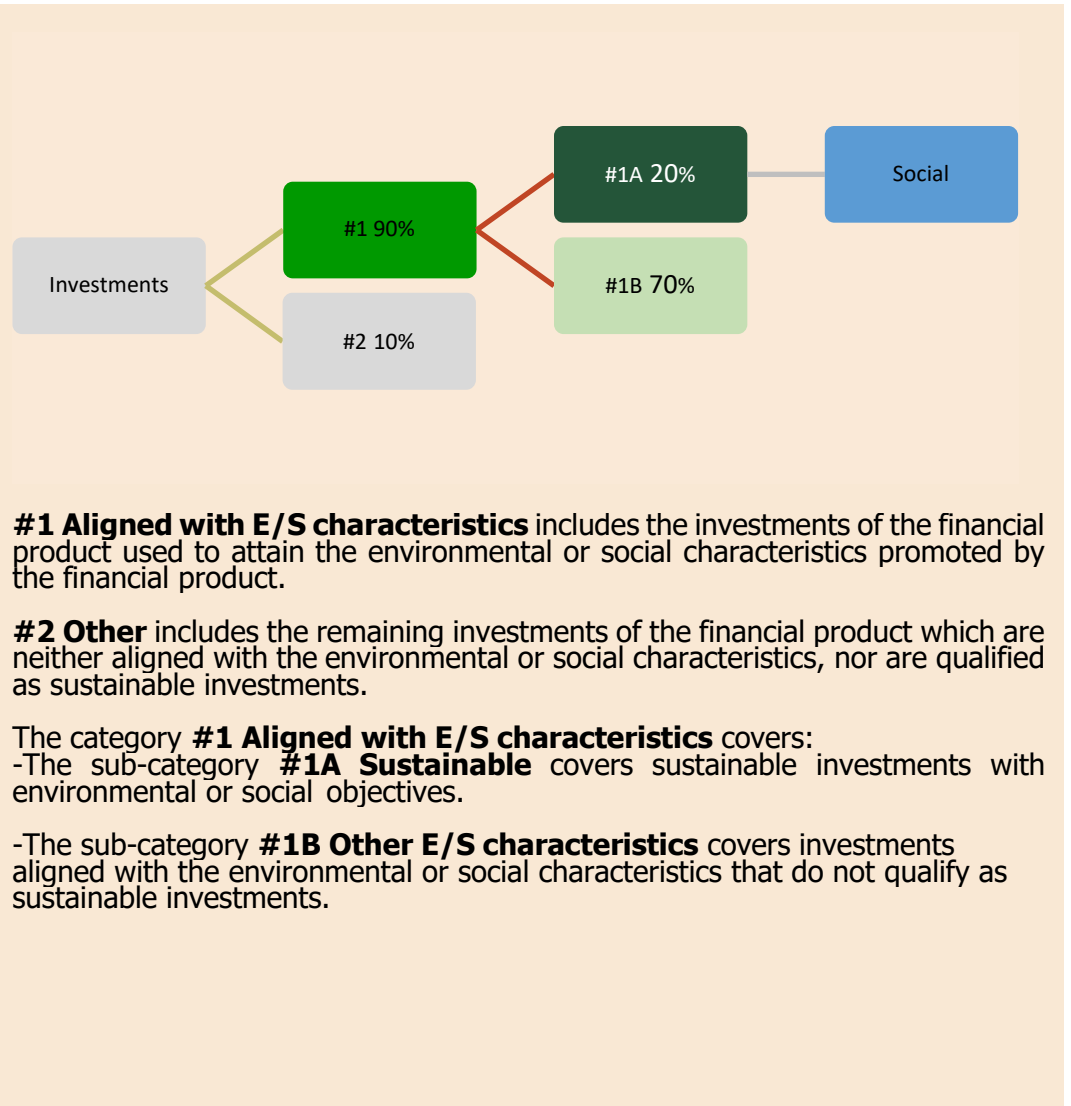 #1A 20%
Social
#1 90%
Investments
#1B 70%
#2 10%
#1 Aligned with E/S characteristics includes the investments of the financial
product used to attain the environmental or social characteristics promoted by
the financial product.
#2 Other includes the remaining investments of the financial product which are
neither aligned with the environmental or social characteristics, nor are qualified
as sustainable investments.
The category #1 Aligned with E/S characteristics covers:
-The sub-category #1A Sustainable covers sustainable investments with
environmental or social objectives.
-The sub-category #1B Other E/S characteristics covers investments
aligned with the environmental or social characteristics that do not qualify as
sustainable investments.